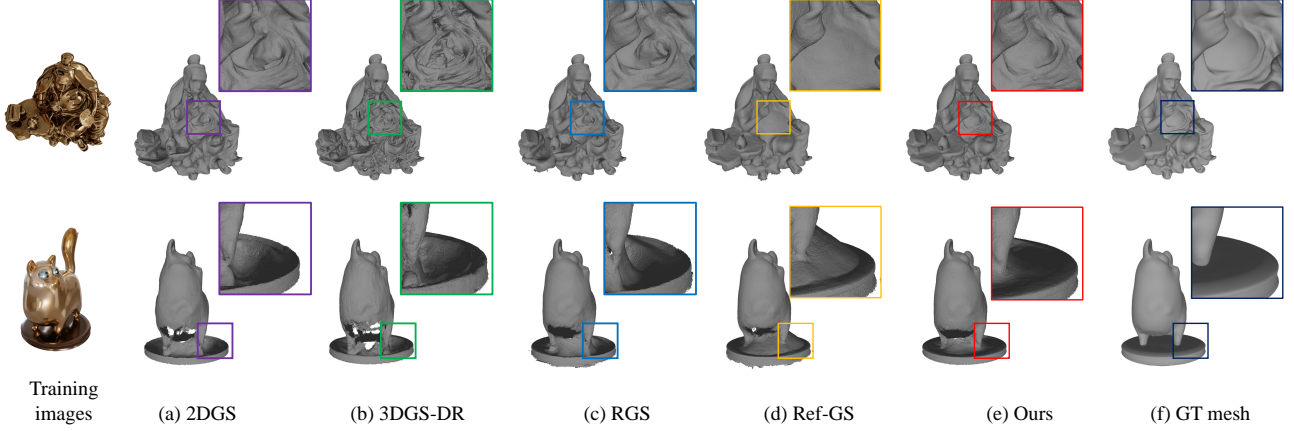 Training
images
(a) 2DGS
(b) 3DGS-DR
(c) RGS
(d) Ref-GS
(e) Ours
(f) GT mesh